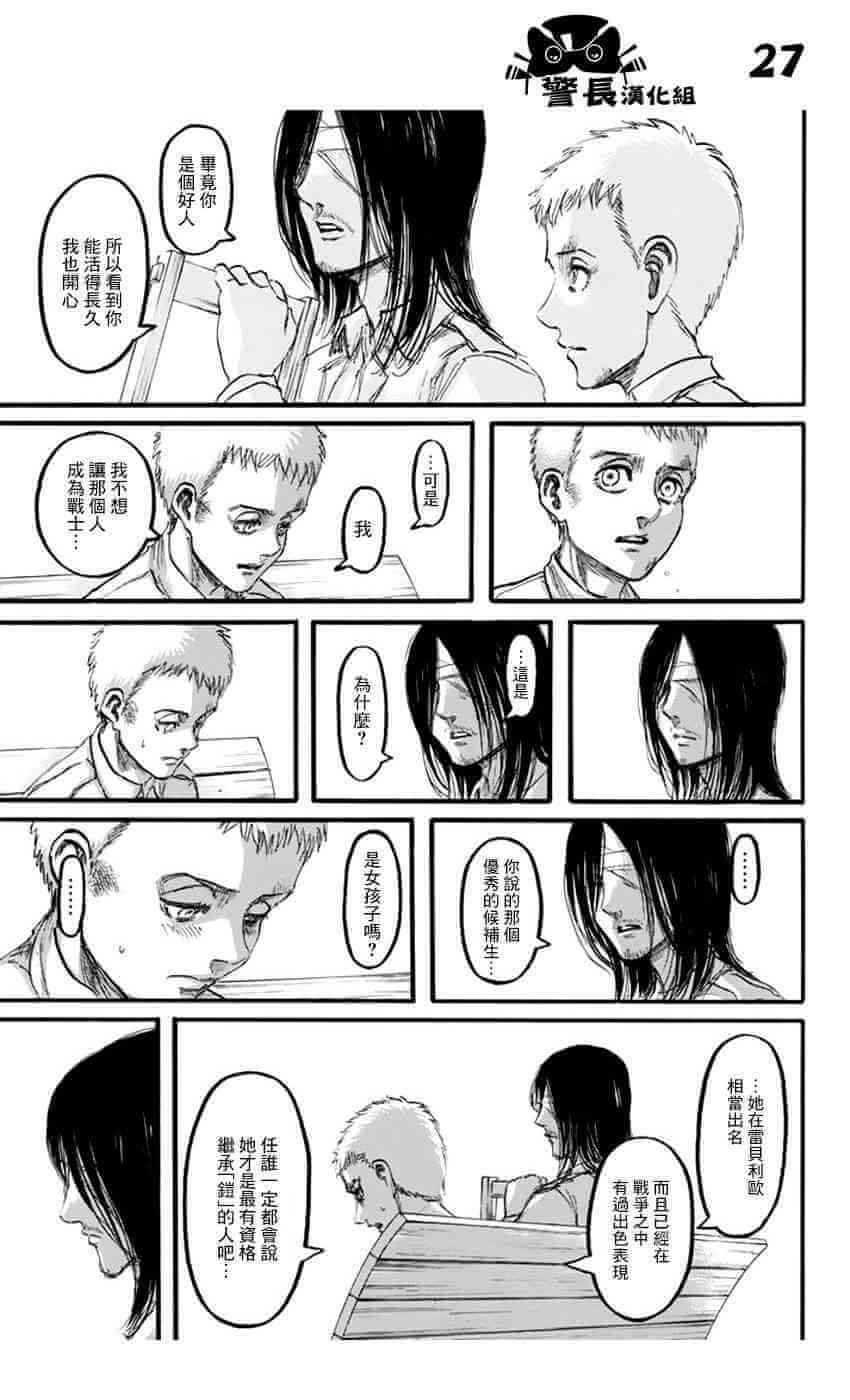 警長漢化組
27
畢竟你
是個好人
所以看到你
能活得長久
我也開心
…可是
我
我不想
讓那個人
成為戰士…
…這是
為什麼?
你說的那個
優秀的候補生…
是女孩子嗎?
……
…她在雷貝利歐
相當出名
而且已經在
戰爭之中
有過出色表現
任誰一定都會說
她才是最有資格
繼承「鎧」的人吧…